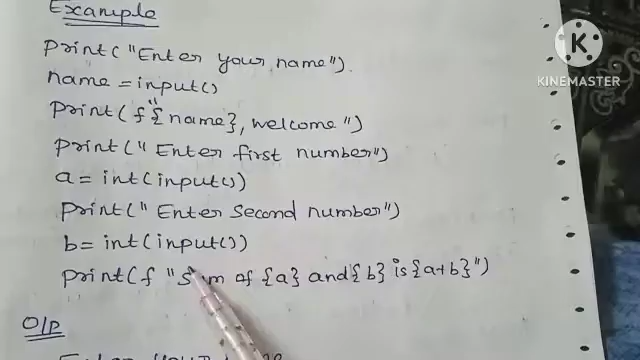 Example
Print("Enter your name")
name = input()
Print(f"{name}, welcome")
Print("Enter first number")
a = int(input())
Print("Enter second number")
b = int(input())
Print(f "Sum of {a} and {b} is {a+b}")
O/P
K
KINEMASTER